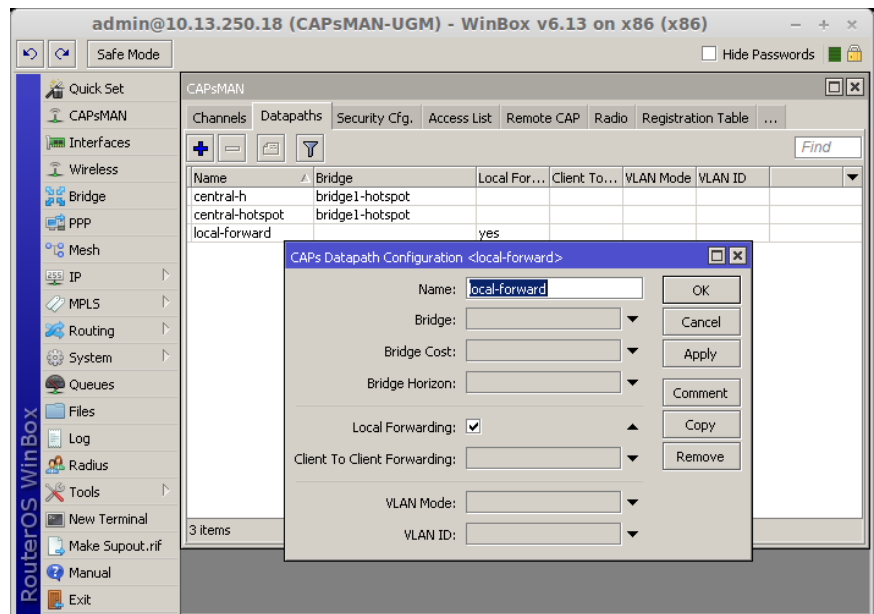 admin@10.13.250.18 (CAPsMAN-UGM) - WinBox v6.13 on x86 (x86)
Safe Mode
Hide Passwords
RouterOS WinBox
Quick Set
CAPsMAN
Interfaces
Wireless
Bridge
PPP
Mesh
255
IP
MPLS
Routing
System
Queues
Files
Log
Radius
Tools
New Terminal
Make Supout.rif
Manual
Exit
CAPsMAN
Channels Datapaths Security Cfg. Access List Remote CAP Radio Registration Table ...
Find
Name Bridge Local For... Client To... VLAN Mode VLAN ID
central-h bridge1-hotspot
central-hotspot bridge1-hotspot
local-forward yes
3 items
CAPs Datapath Configuration <local-forward>
Name: local-forward
Bridge:
Bridge Cost:
Bridge Horizon:
Local Forwarding:
Client To Client Forwarding:
VLAN Mode:
VLAN ID:
OK
Cancel
Apply
Comment
Copy
Remove